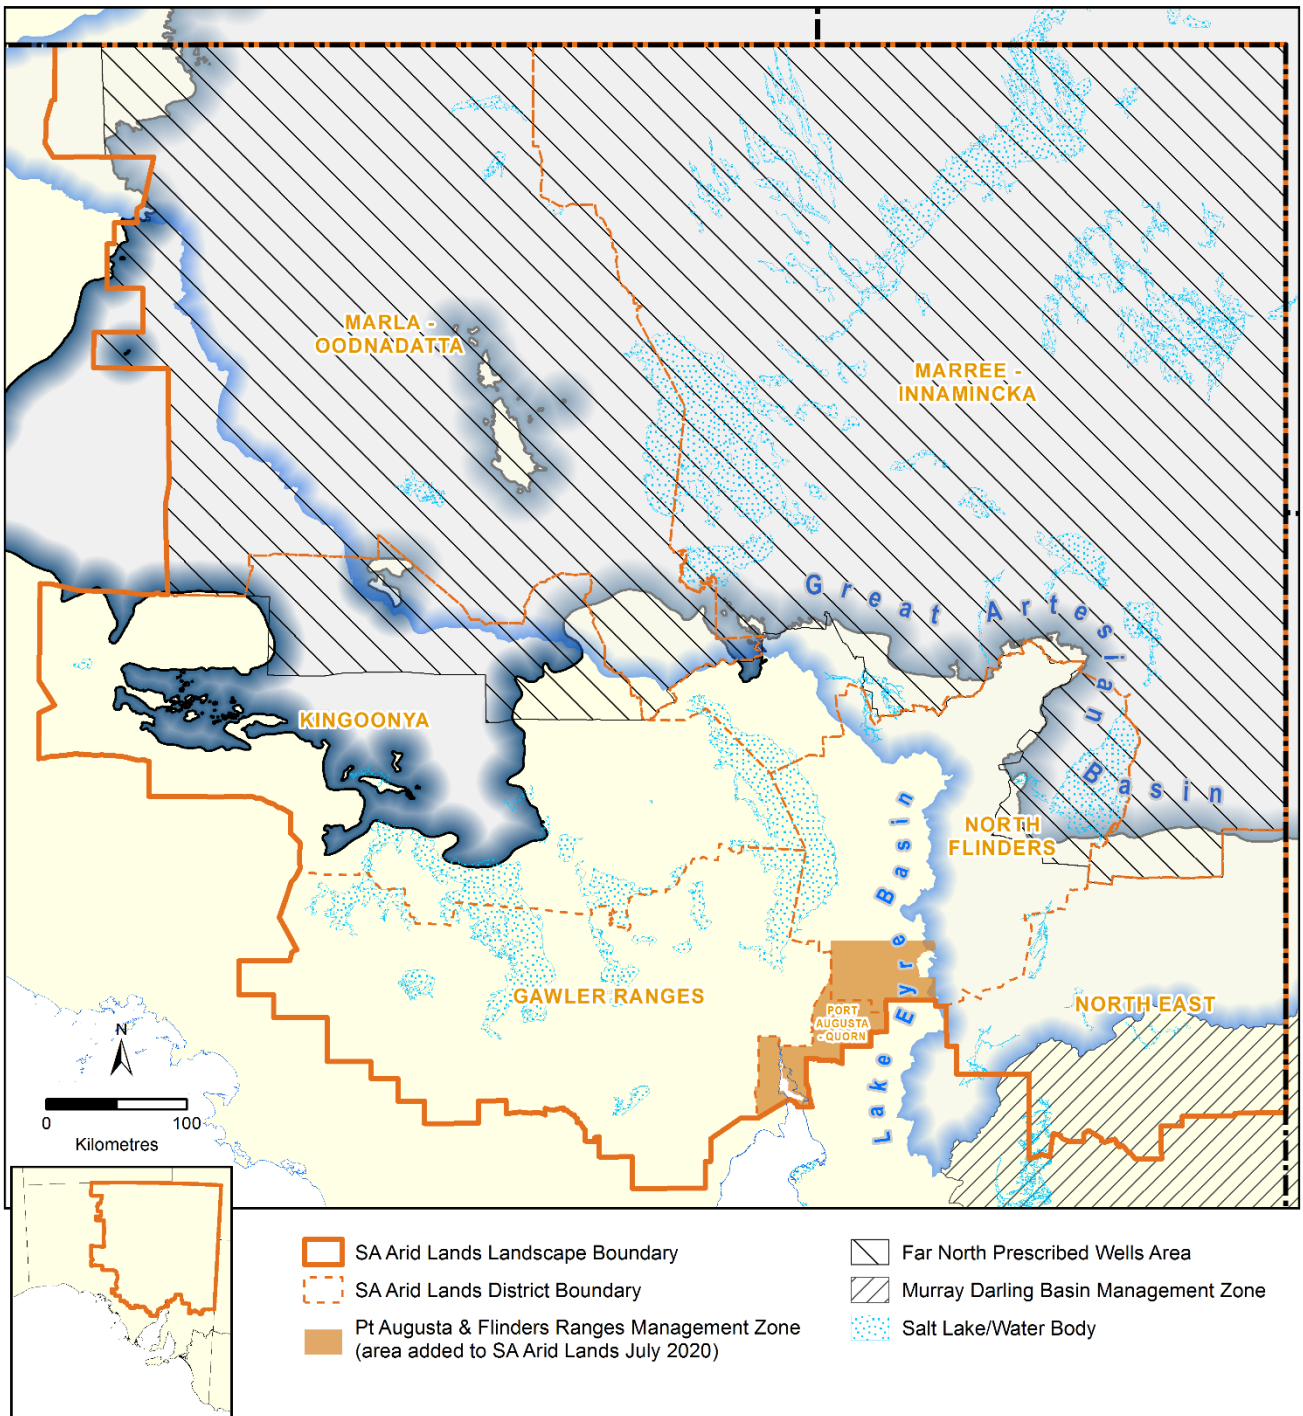 MARLA -
OODNADATTA
MARREE -
INNAMINCKA
Great Artesian
Basin
KINGOONYA
NORTH
FLINDERS
Lake Eyre Basin
GAWLER RANGES
PORT
AUGUSTA
- QUORN
NORTH EAST
N
0 100
Kilometres
SA Arid Lands Landscape Boundary
SA Arid Lands District Boundary
Pt Augusta & Flinders Ranges Management Zone
(area added to SA Arid Lands July 2020)
Far North Prescribed Wells Area
Murray Darling Basin Management Zone
Salt Lake/Water Body